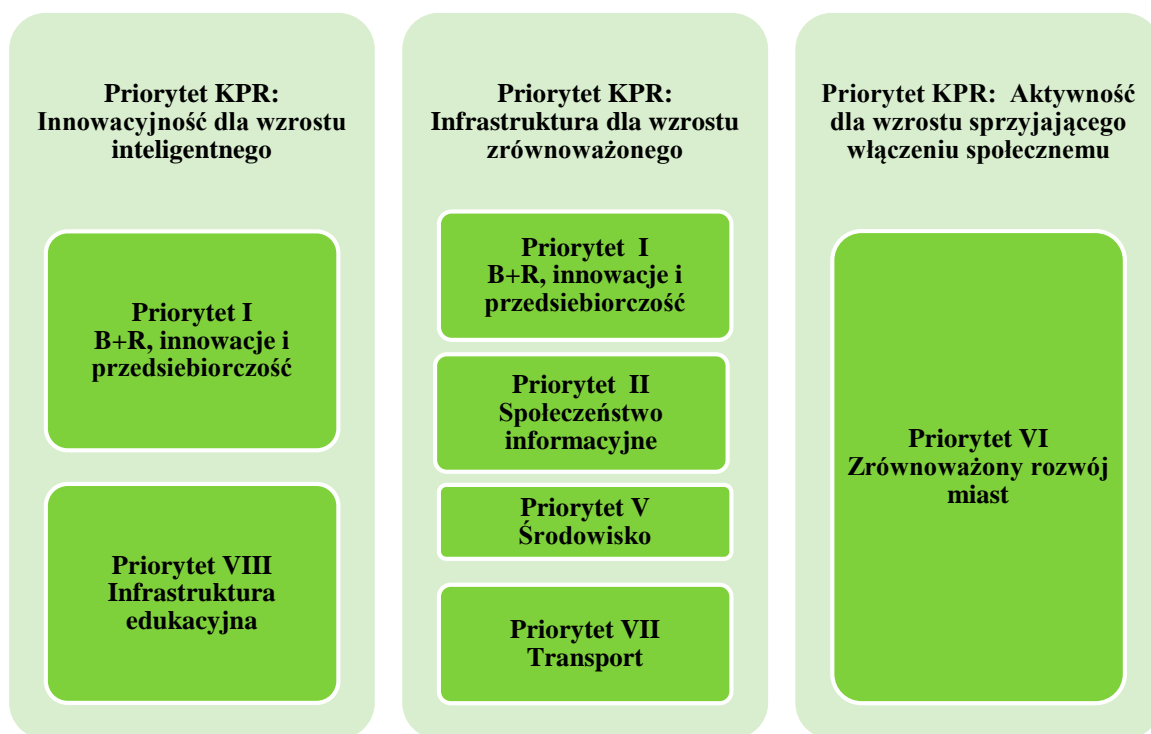 Priorytet KPR:
Innowacyjność dla wzrostu
inteligentnego
Priorytet I
B+R, innowacje i
przedsiebiorczość
Priorytet VIII
Infrastruktura
edukacyjna
Priorytet KPR:
Infrastruktura dla wzrostu
zrównoważonego
Priorytet I
B+R, innowacje i
przedsiebiorczość
Priorytet II
Społeczeństwo
informacyjne
Priorytet V
Środowisko
Priorytet VII
Transport
Priorytet KPR: Aktywność
dla wzrostu sprzyjającego
włączeniu społecznemu
Priorytet VI
Zrównoważony rozwój
miast